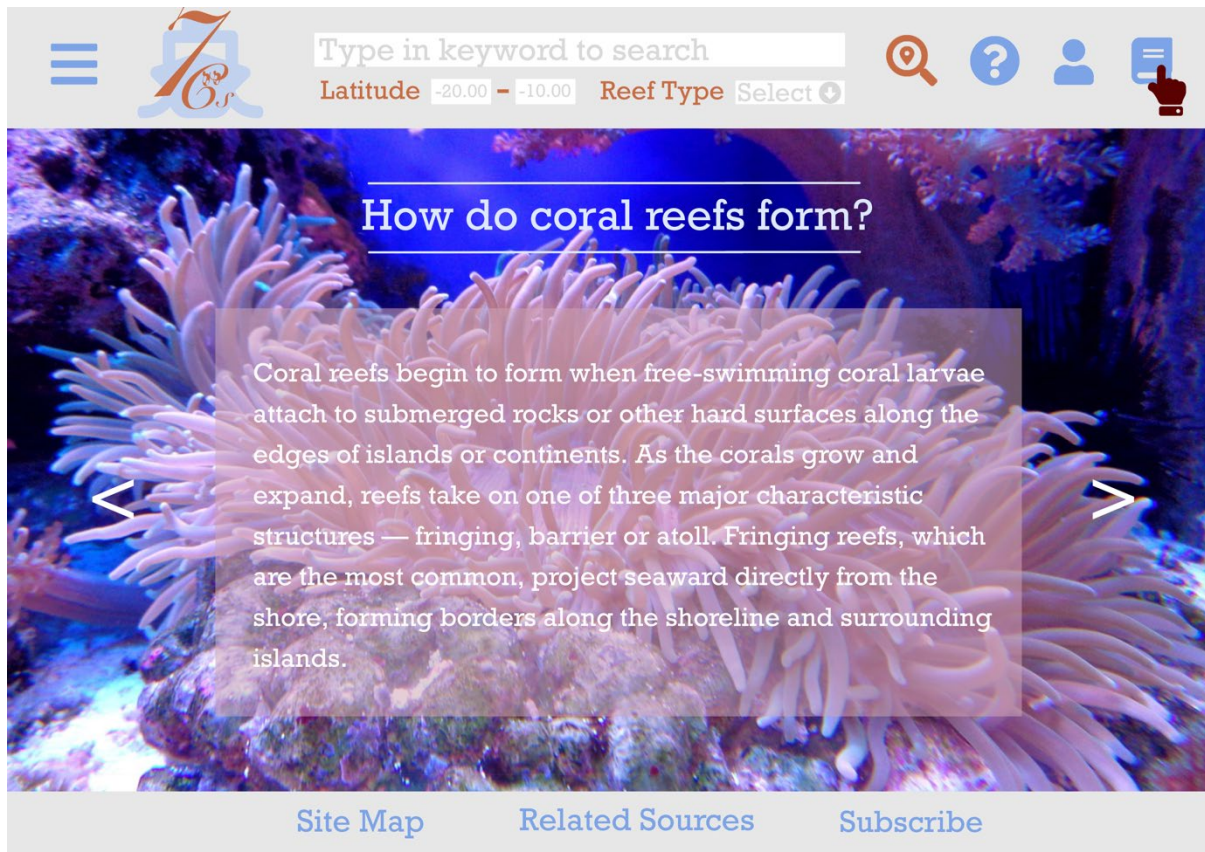 7Cs
Type in keyword to search
Latitude -20.00 - -10.00 Reef Type Select
?
How do coral reefs form?
Coral reefs begin to form when free-swimming coral larvae
attach to submerged rocks or other hard surfaces along the
edges of islands or continents. As the corals grow and
expand, reefs take on one of three major characteristic
structures — fringing, barrier or atoll. Fringing reefs, which
are the most common, project seaward directly from the
shore, forming borders along the shoreline and surrounding
islands.
< >
Site Map Related Sources Subscribe